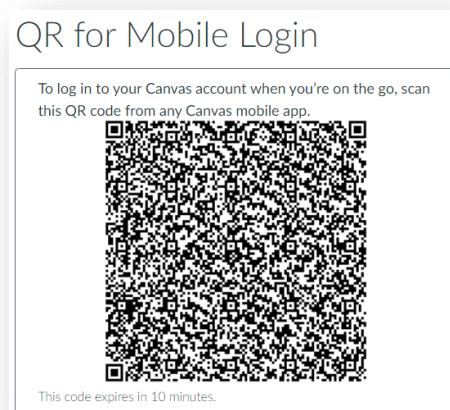 QR for Mobile Login
To log in to your Canvas account when you're on the go, scan
this QR code from any Canvas mobile app.
This code expires in 10 minutes.